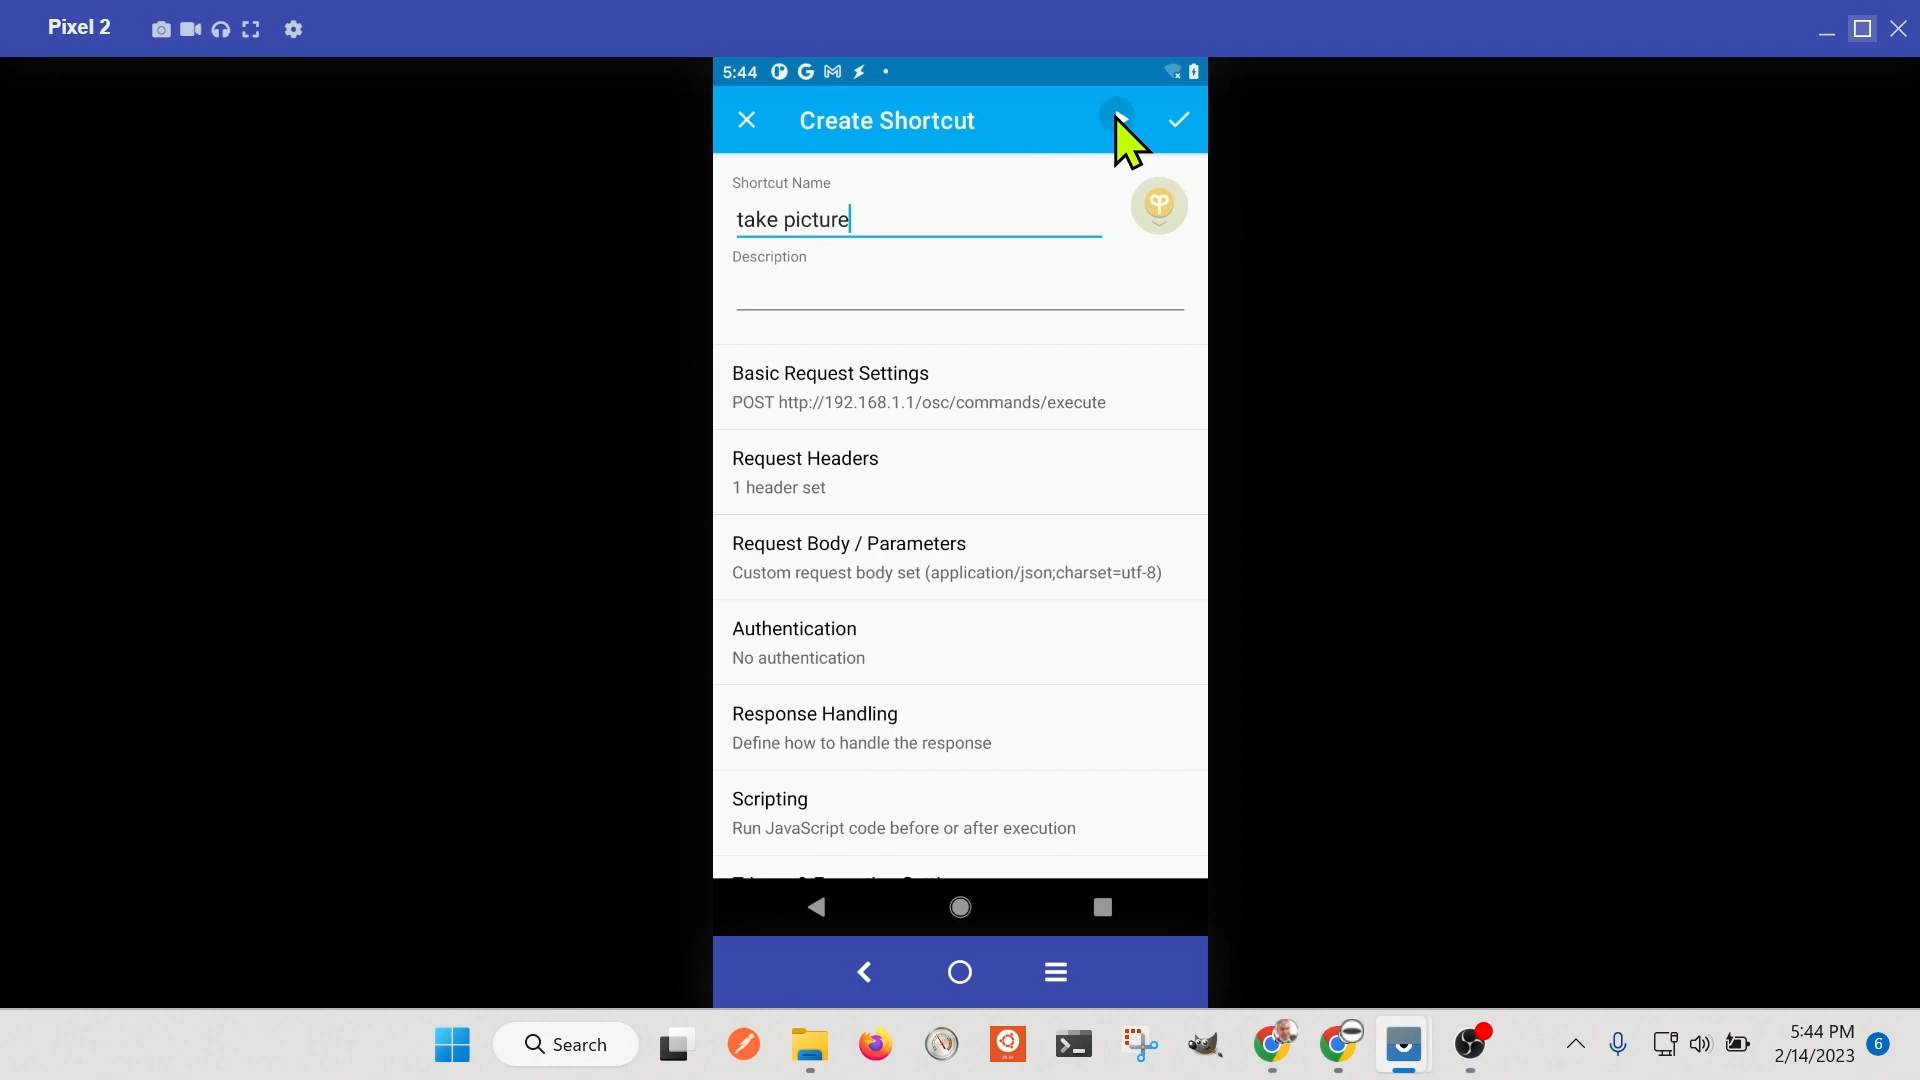 Pixel 2
5:44
Create Shortcut
Shortcut Name
take picture
Description
Basic Request Settings
POST http://192.168.1.1/osc/commands/execute
Request Headers
1 header set
Request Body / Parameters
Custom request body set (application/json;charset=utf-8)
Authentication
No authentication
Response Handling
Define how to handle the response
Scripting
Run JavaScript code before or after execution
Search
5:44 PM
2/14/2023
6